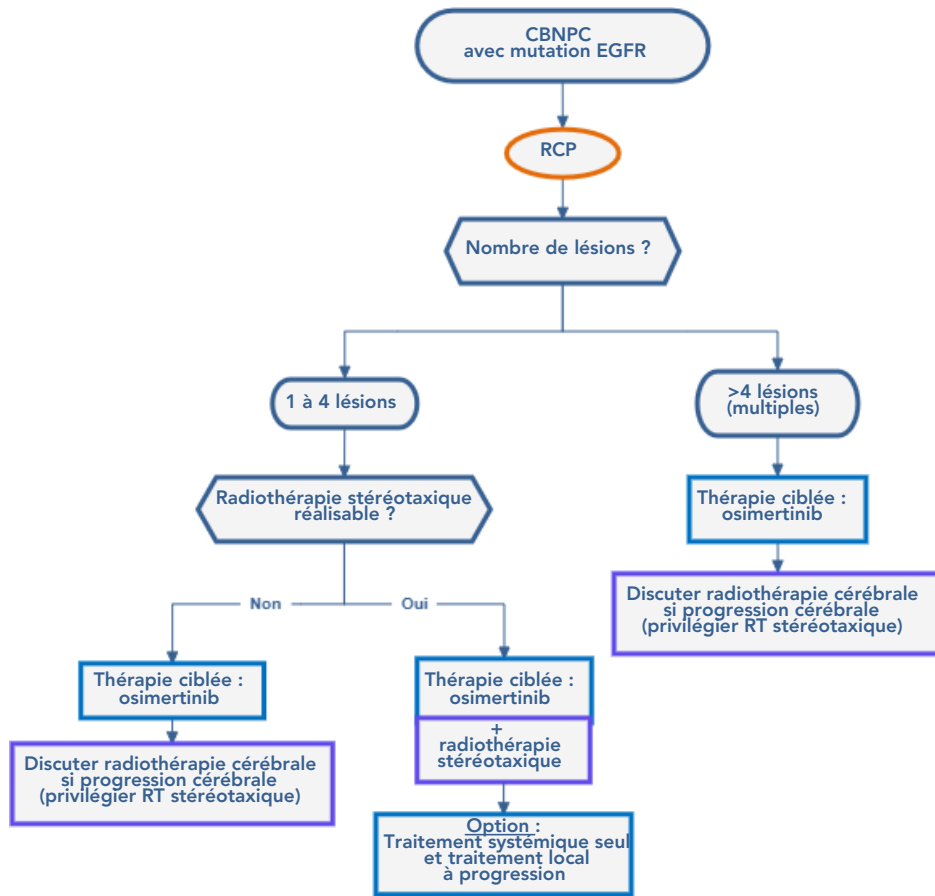 CBNPC
avec mutation EGFR
RCP
Nombre de lésions ?
1 à 4 lésions
>4 lésions
(multiples)
Radiothérapie stéréotaxique
réalisable ?
Thérapie ciblée :
osimertinib
Discuter radiothérapie cérébrale
si progression cérébrale
(privilégier RT stéréotaxique)
Non
Oui
Thérapie ciblée :
osimertinib
Discuter radiothérapie cérébrale
si progression cérébrale
(privilégier RT stéréotaxique)
Thérapie ciblée :
osimertinib
+
radiothérapie
stéréotaxique
Option :
Traitement systémique seul
et traitement local
à progression